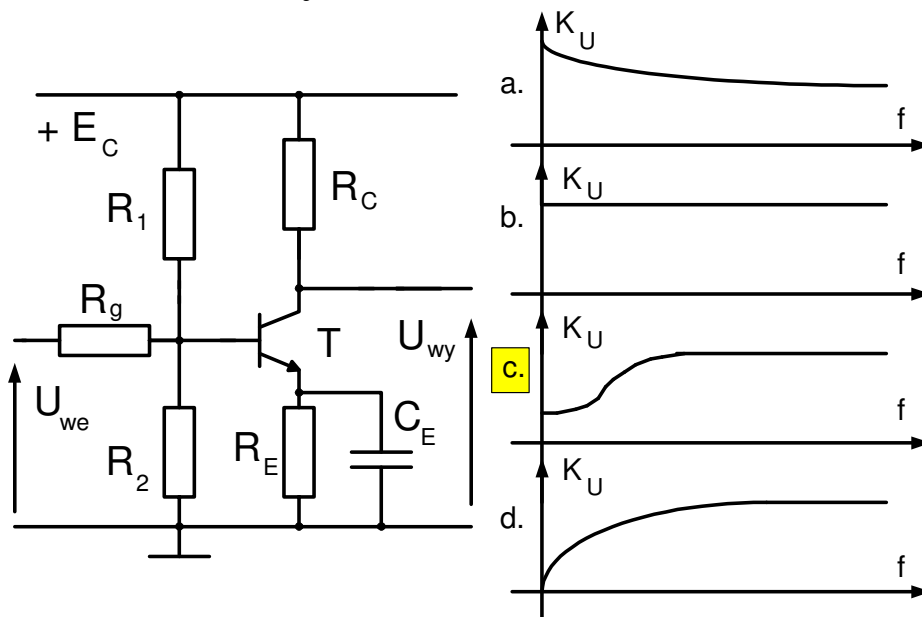 + E_C
R_1
R_C
R_g
T
U_we
U_wy
R_2
R_E
C_E
a.
K_U
f
b.
K_U
f
c.
K_U
f
d.
K_U
f